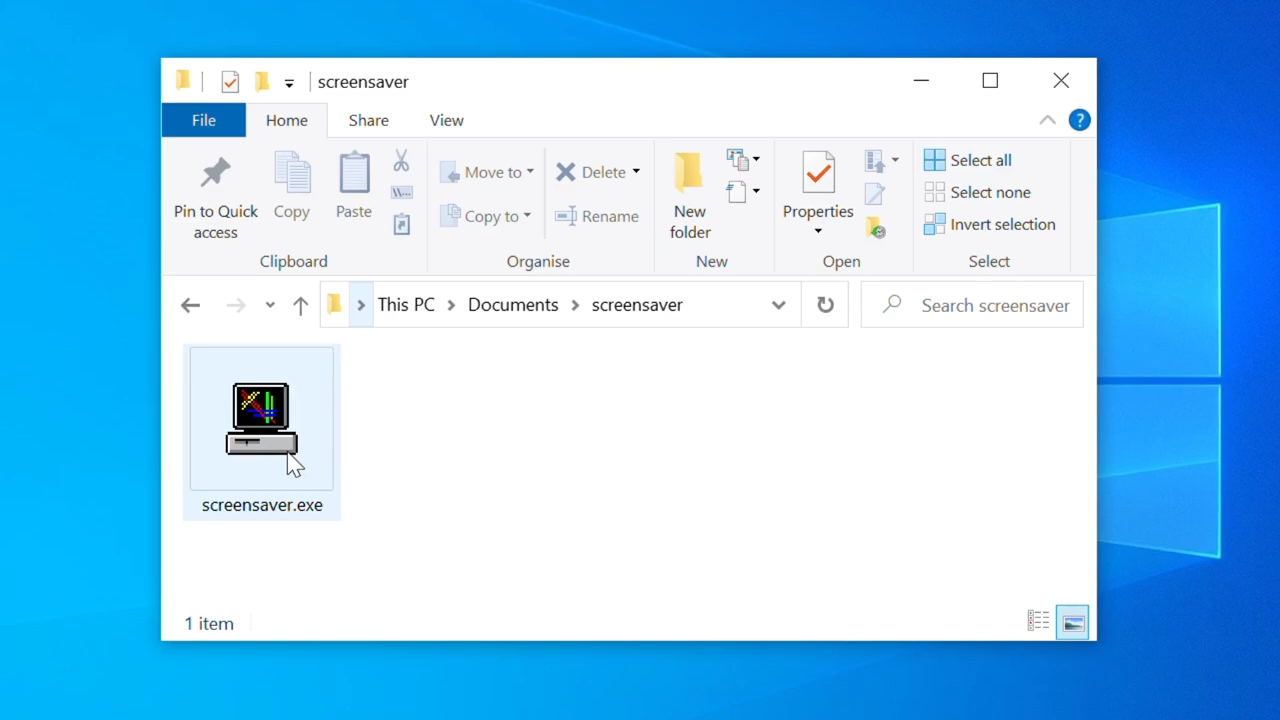 screensaver
File Home Share View
?
Pin to Quick access
Copy
Paste
Move to
Copy to
Delete
Rename
New folder
Properties
Select all
Select none
Invert selection
Clipboard Organise New Open Select
This PC Documents screensaver
Search screensaver
screensaver.exe
1 item